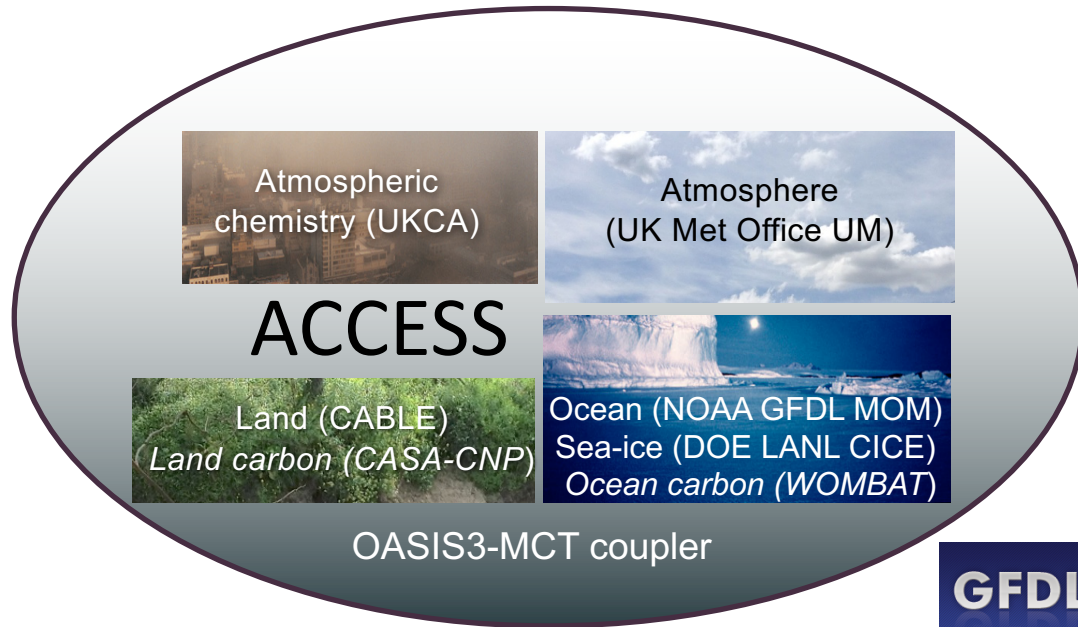 Atmospheric
chemistry (UKCA)
Atmosphere
(UK Met Office UM)
ACCESS
Land (CABLE)
Land carbon (CASA-CNP)
Ocean (NOAA GFDL MOM)
Sea-ice (DOE LANL CICE)
Ocean carbon (WOMBAT)
OASIS3-MCT coupler
GFDL